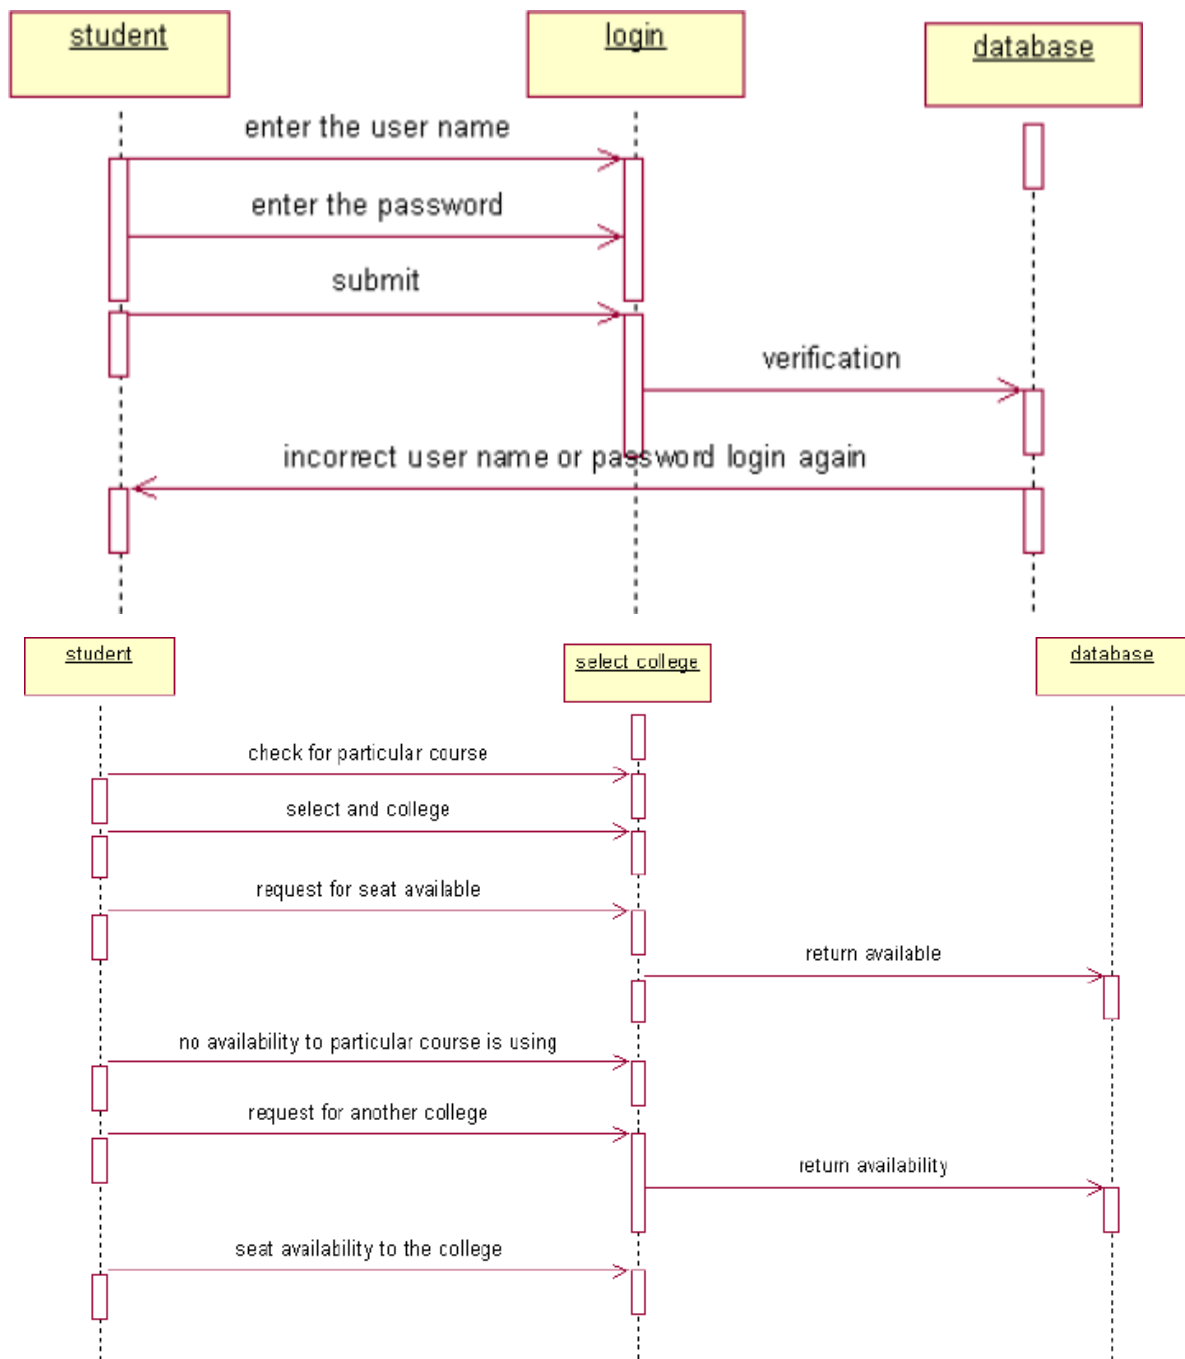 student
login
database
enter the user name
enter the password
submit
verification
incorrect user name or password login again
student
select college
database
check for particular course
select and college
request for seat available
return available
no availability to particular course is using
request for another college
return availability
seat availability to the college